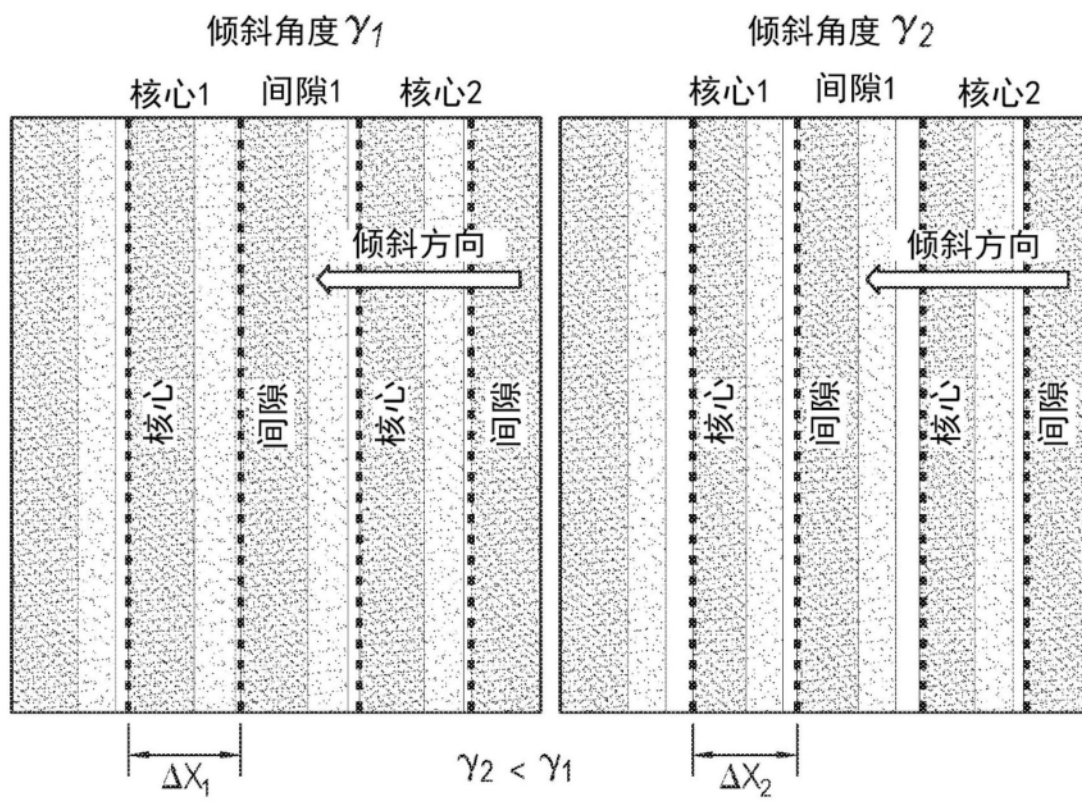 倾斜角度 γ1
倾斜角度 γ2
核心1
间隙1
核心2
核心1
间隙1
核心2
倾斜方向
倾斜方向
核心
间隙
核心
间隙
核心
间隙
核心
间隙
ΔX1
γ2 < γ1
ΔX2